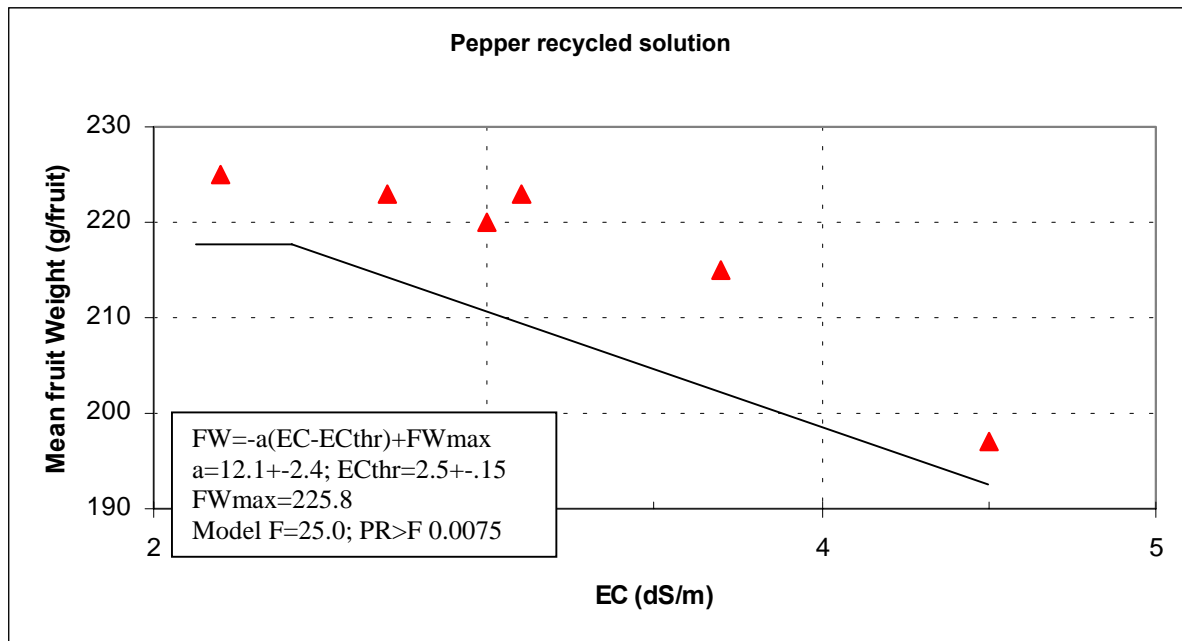 Pepper recycled solution
Mean fruit Weight (g/fruit)
230
220
210
200
190
FW=-a(EC-ECthr)+FWmax
a=12.1+-2.4; ECthr=2.5+-.15
FWmax=225.8
Model F=25.0; PR>F 0.0075
2 4 5
EC (dS/m)